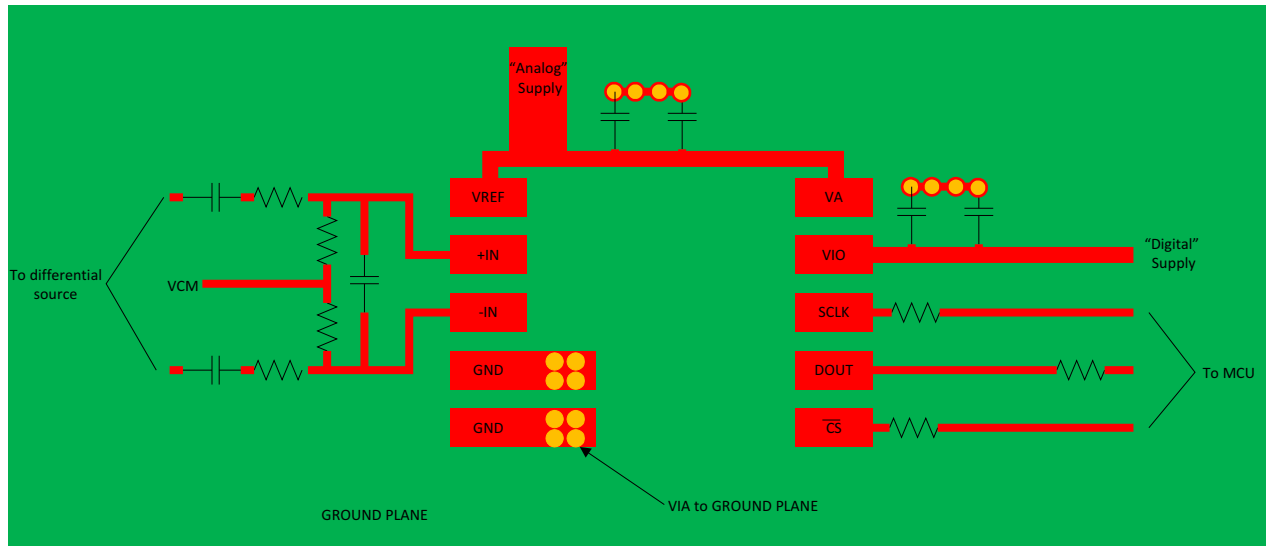 “Analog”
Supply
VREF
VA
+IN
VIO
“Digital”
Supply
To differential
source
VCM
-IN
SCLK
GND
DOUT
To MCU
GND
CS
VIA to GROUND PLANE
GROUND PLANE